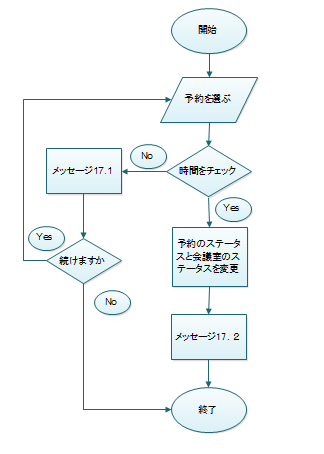 開始
予約を選ぶ
No
メッセージ17.1
時間をチェック
Yes
Yes
予約のステータ
スと会議室のス
テータスを変更
続けますか
No
メッセージ17．2
終了